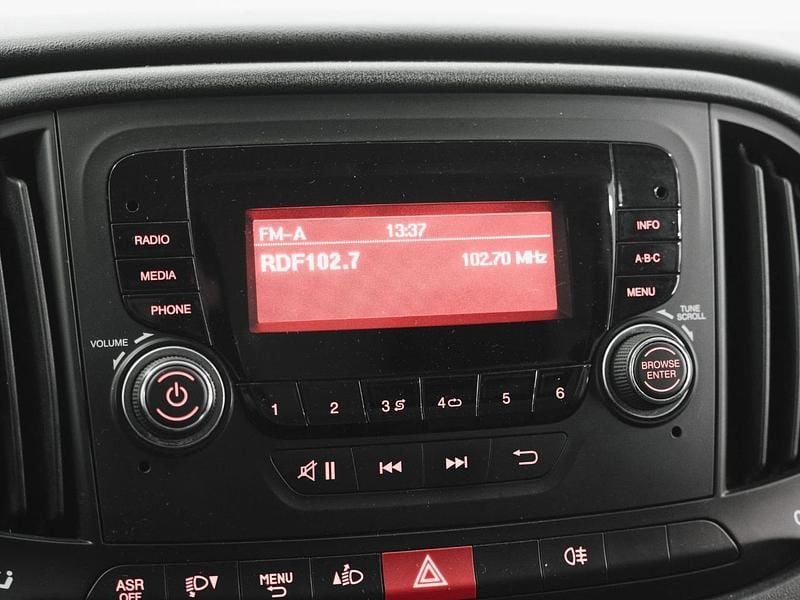 FM-A 13:37
RDF102.7 102.70 MHz
RADIO
MEDIA
PHONE
INFO
A·B·C
MENU
VOLUME
TUNE
SCROLL
BROWSE
ENTER
1 2 3 4 5 6
ASR
OFF
MENU